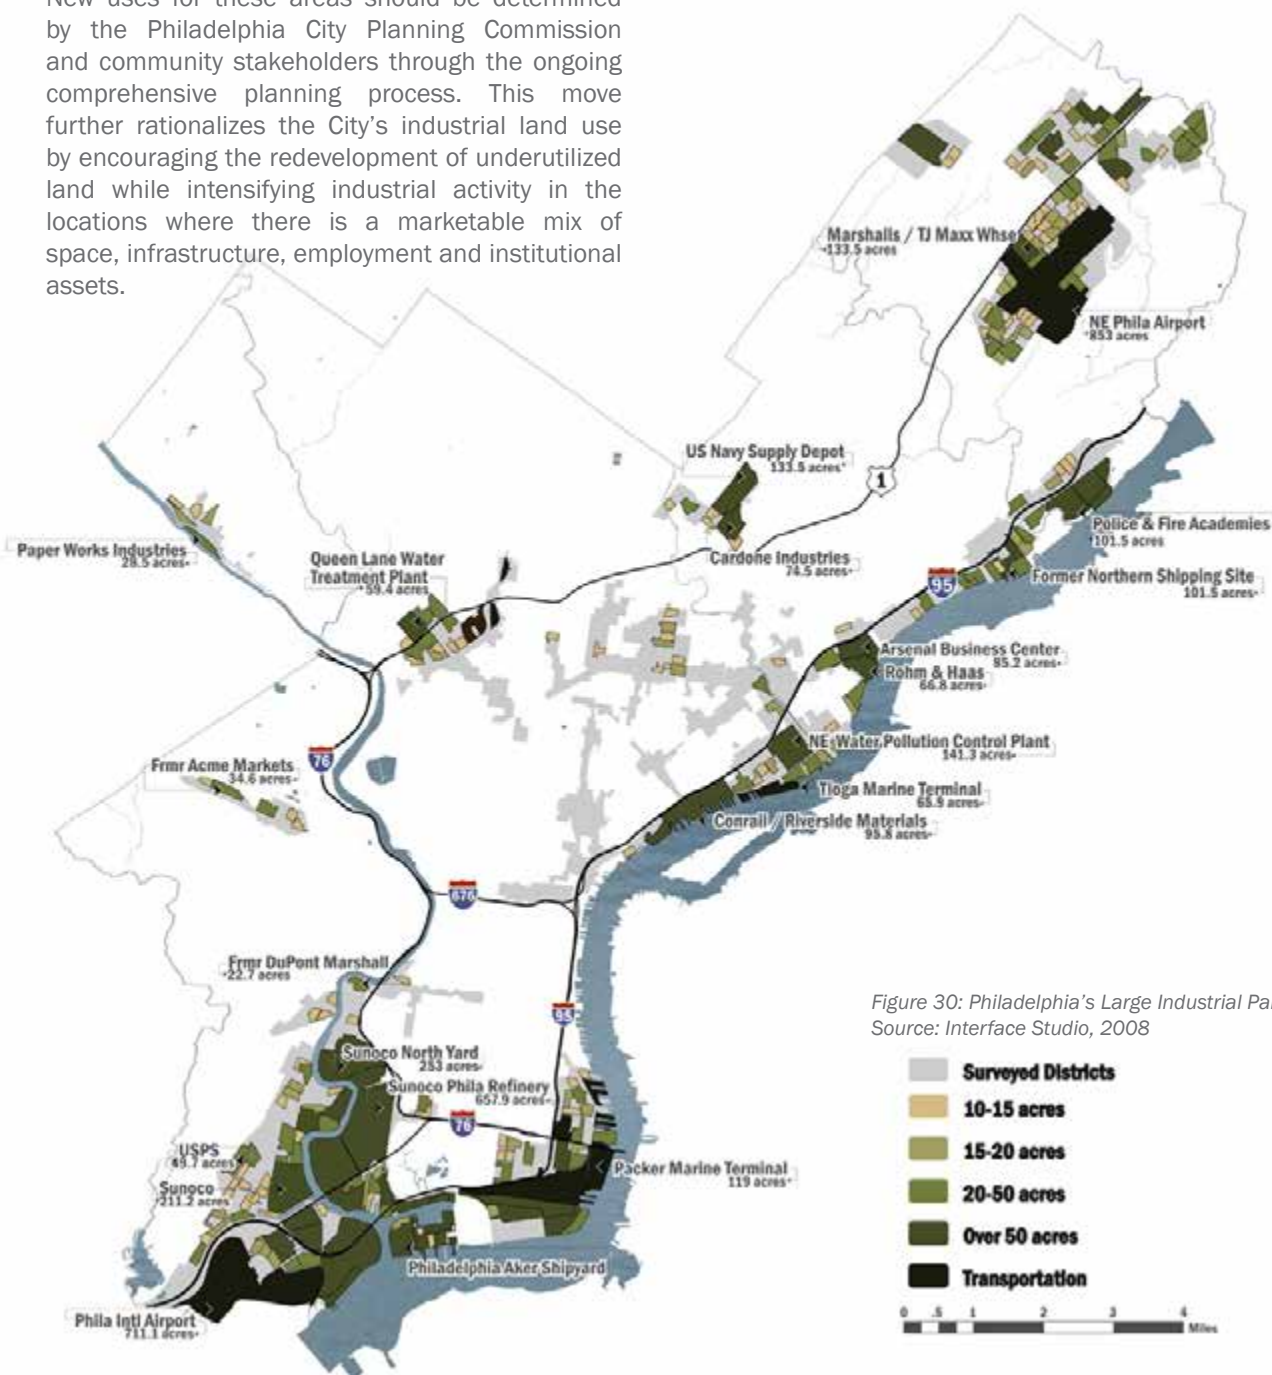 New uses for these areas should be determined
by the Philadelphia City Planning Commission
and community stakeholders through the ongoing
comprehensive planning process. This move
further rationalizes the City's industrial land use
by encouraging the redevelopment of underutilized
land while intensifying industrial activity in the
locations where there is a marketable mix of
space, infrastructure, employment and institutional
assets.
Marshalls / TJ Maxx Whse
133.5 acres
NE Phila Airport
853 acres
US Navy Supply Depot
133.5 acres
1
Police & Fire Academies
101.5 acres
Paper Works Industries
28.5 acres
Queen Lane Water
Treatment Plant
59.4 acres
Cardone Industries
74.5 acres
95
Former Northern Shipping Site
101.5 acres
Arsenal Business Center
85.2 acres
Rohm & Haas
66.8 acres
NE Water Pollution Control Plant
141.3 acres
76
Frmr Acme Markets
34.6 acres
Tioga Marine Terminal
65.9 acres
Conrail / Riverside Materials
95.8 acres
676
Frmr DuPont Marshall
22.7 acres
95
Sunoco North Yard
253 acres
Sunoco Phila Refinery
657.9 acres
76
USPS
49.7 acres
Sunoco
211.2 acres
Packer Marine Terminal
119 acres
Philadelphia Aker Shipyard
Phila Intl Airport
711.1 acres
Figure 30: Philadelphia's Large Industrial Pa
Source: Interface Studio, 2008
Surveyed Districts
10-15 acres
15-20 acres
20-50 acres
Over 50 acres
Transportation
0 .5 1 2 3 4
Miles